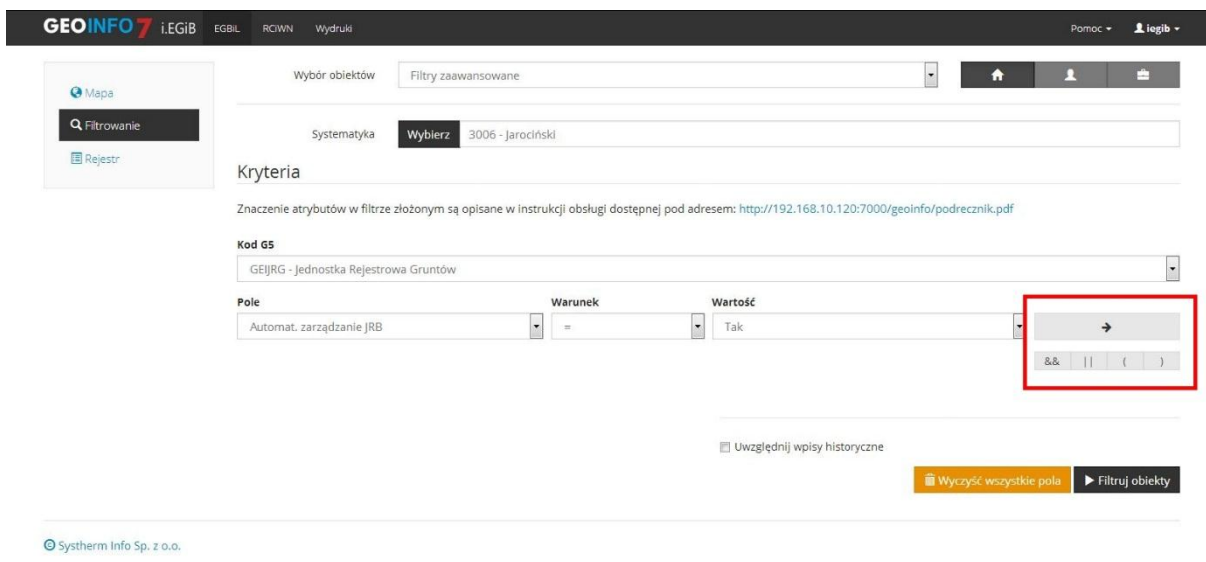 GEOINFO 7 i.EGiB EGBiL RCiWN Wydruki Pomoc iegib
Mapa
Filtrowanie
Rejestr
Wybór obiektów Filtry zaawansowane
Systematyka Wybierz 3006 - Jarociński
Kryteria
Znaczenie atrybutów w filtrze złożonym są opisane w instrukcji obsługi dostępnej pod adresem: http://192.168.10.120:7000/geoinfo/podrecznik.pdf
Kod G5
GEIJRG - Jednostka Rejestrowa Gruntów
Pole Warunek Wartość
Automat. zarządzanie JRB = Tak
&& || ( )
Uwzględnij wpisy historyczne
Wyczyść wszystkie pola Filtruj obiekty
© Systherm Info Sp. z o.o.